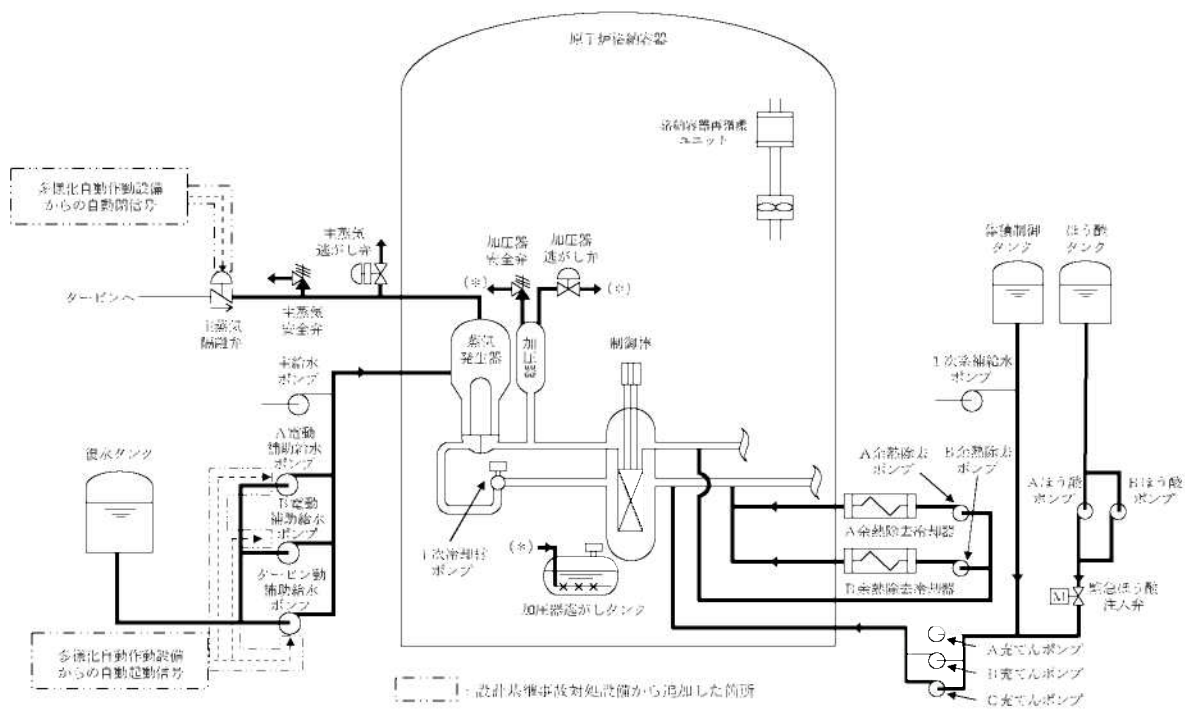 原子炉格納容器
格納容器再循環
ユニット
多様化自動作動設備
からの自動閉信号
主蒸気
逃がし弁
加圧器
安全弁
加圧器
逃がし弁
(*)
(*)
タービンへ
主蒸気
隔離弁
主蒸気
安全弁
蒸気
発生器
加圧器
制御棒
体積制御
タンク
ほう酸
タンク
主給水
ポンプ
1次系補給水
ポンプ
復水タンク
A電動
補助給水
ポンプ
B電動
補助給水
ポンプ
タービン動
補助給水
ポンプ
1次冷却材
ポンプ
(*)
加圧器逃がしタンク
A余熱除去
ポンプ
B余熱除去
ポンプ
A余熱除去冷却器
B余熱除去冷却器
Aほう酸
ポンプ
Bほう酸
ポンプ
M
緊急ほう酸
注入弁
A充てんポンプ
B充てんポンプ
C充てんポンプ
多様化自動作動設備
からの自動起動信号
:設計基準事故対処設備から追加した箇所